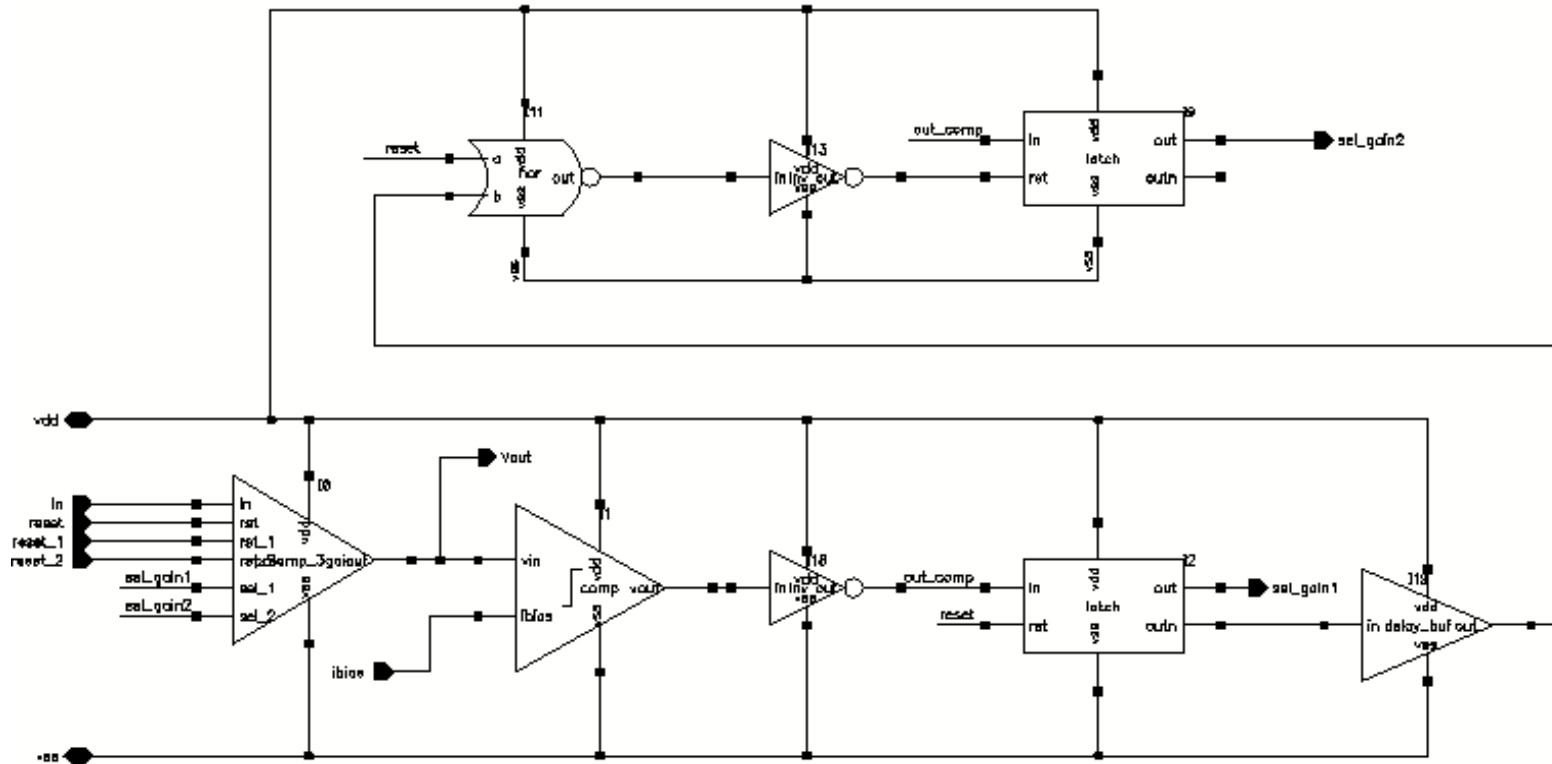 I11
reset
a
vdd
nor
out
b
vss
vss
I13
vdd
in inv out
vss
out_comp
I9
in
vdd
out
sel_gain2
latch
rst
vss
outn
vss
vdd
Vout
in
reset
reset_1
reset_2
sel_gain1
sel_gain2
I0
in
rst
rst_1
vdd
sel_1
vss
sel_2
I1
vin
vdd
comp vout
ibias
vss
ibias
I18
vdd
in inv out
vss
out_comp
reset
I2
in
vdd
out
sel_gain1
latch
rst
vss
outn
vdd
in delay_buf out
vss
vss